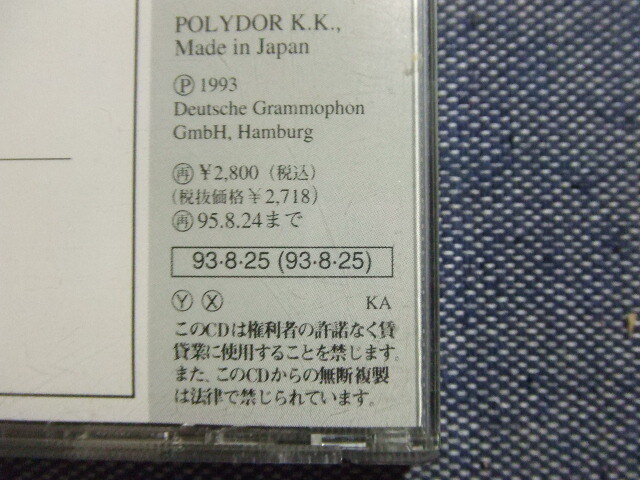 POLYDOR K.K.,
Made in Japan
Ⓟ 1993
Deutsche Grammophon
GmbH, Hamburg
㊞ ¥2,800 (税込)
(税抜価格¥2,718)
95.8.24まで
93·8·25 (93·8·25)
Ⓨ Ⓧ KA
このCDは権利者の許諾なく賃
貸業に使用することを禁じます。
また、このCDからの無断複製
は法律で禁じられています。